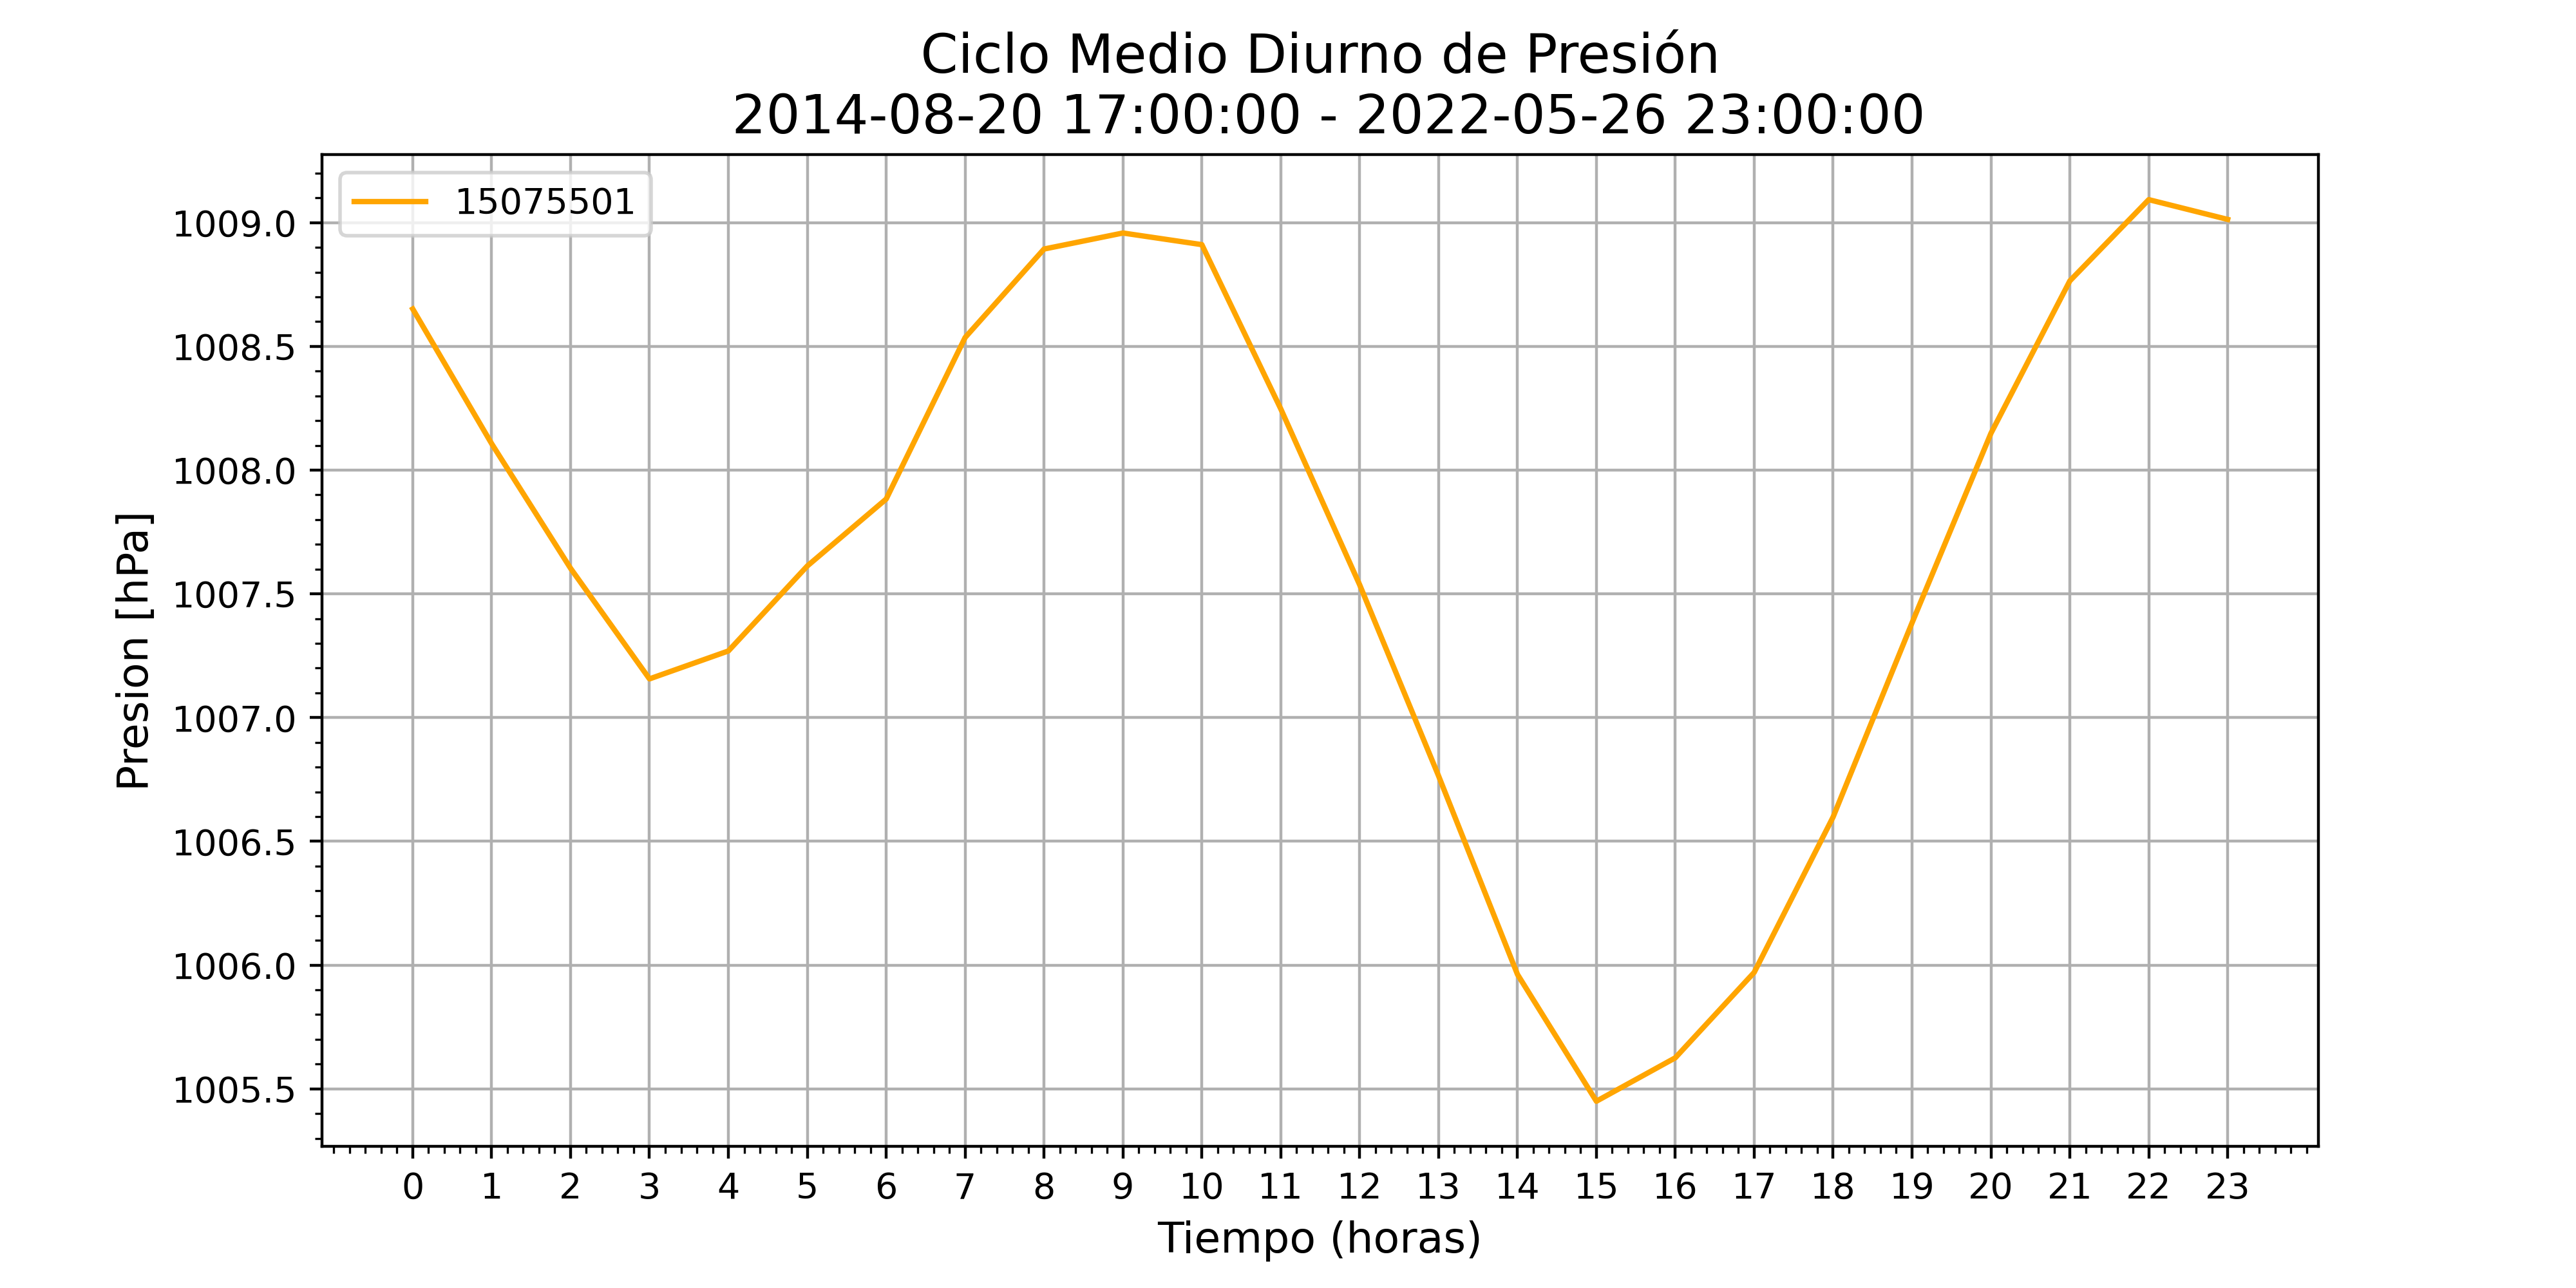 Ciclo Medio Diurno de Presión
2014-08-20 17:00:00 - 2022-05-26 23:00:00
15075501
1009.0
1008.5
1008.0
1007.5
1007.0
1006.5
1006.0
1005.5
Presion [hPa]
0 1 2 3 4 5 6 7 8 9 10 11 12 13 14 15 16 17 18 19 20 21 22 23
Tiempo (horas)